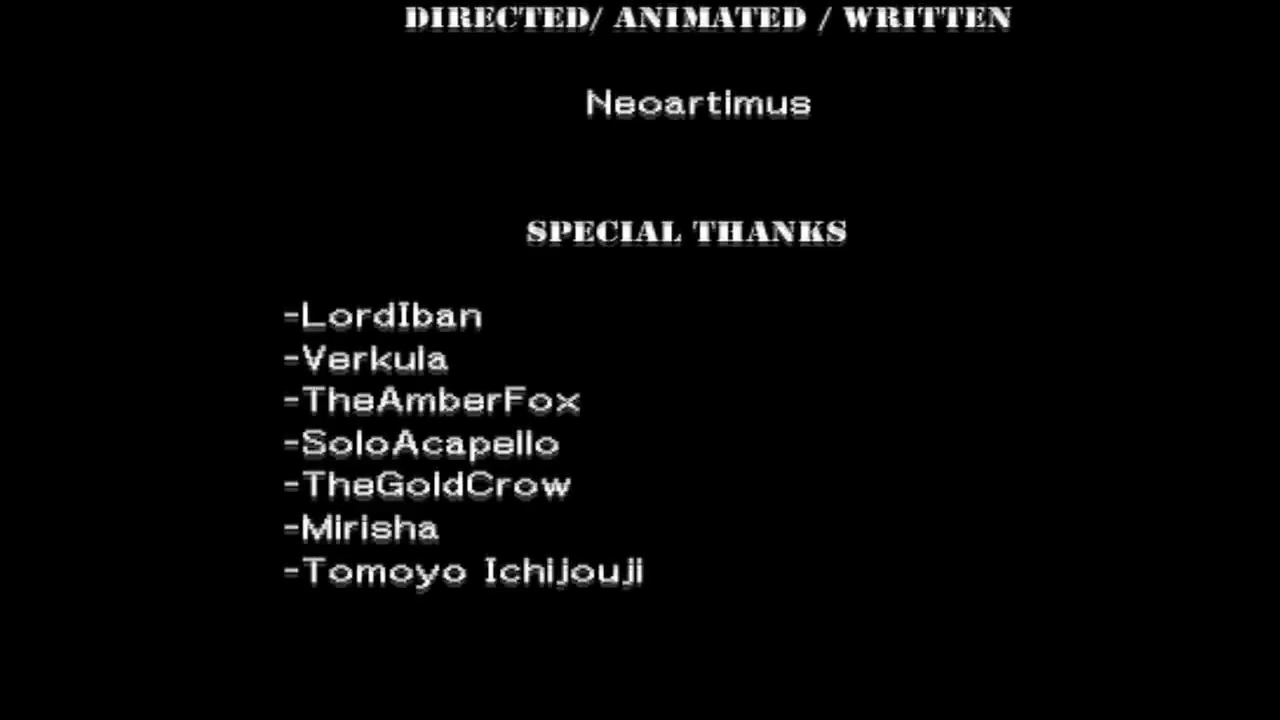 DIRECTED/ ANIMATED / WRITTEN
Neoartimus
SPECIAL THANKS
-LordIban
-Verkula
-TheAmberFox
-SoloAcapello
-TheGoldCrow
-Mirisha
-Tomoyo Ichijouji